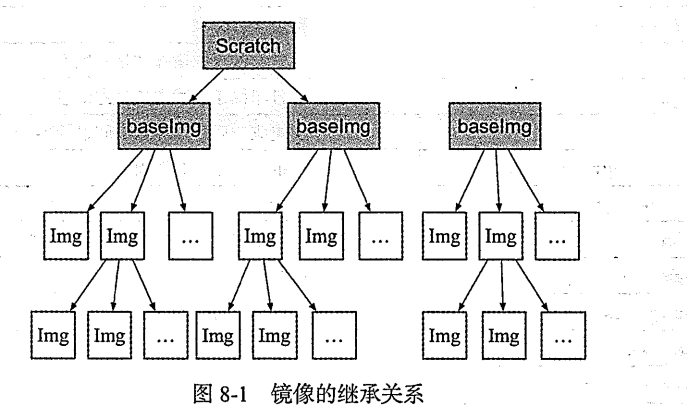 Scratch
baseImg baseImg baseImg
Img Img ... Img Img ... Img Img ...
Img Img ... Img Img ... Img Img ...
图 8-1 镜像的继承关系